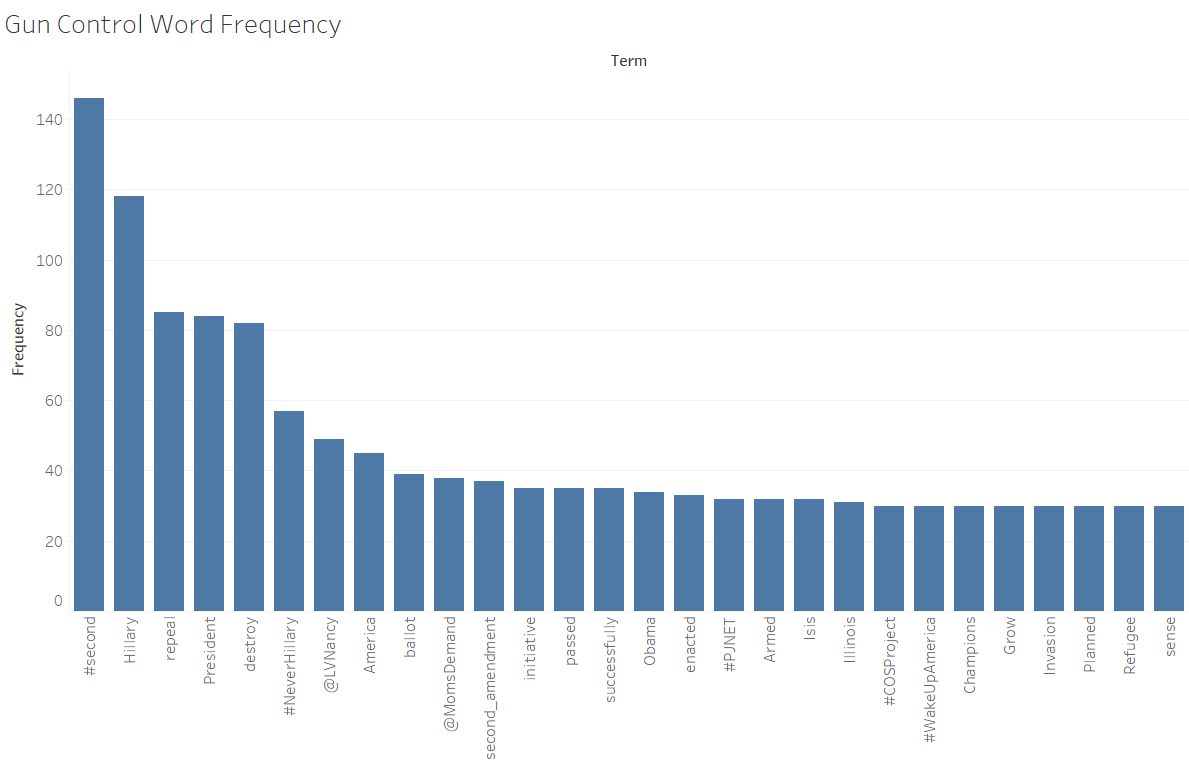 Gun Control Word Frequency
Term
Frequency
140
120
100
80
60
40
20
0
#second
Hillary
repeal
President
destroy
#NeverHillary
@LVNancy
America
ballot
@MomsDemand
second_amendment
initiative
passed
successfully
Obama
enacted
#PJNET
Armed
Isis
Illinois
#COSProject
#WakeUpAmerica
Champions
Grow
Invasion
Planned
Refugee
sense